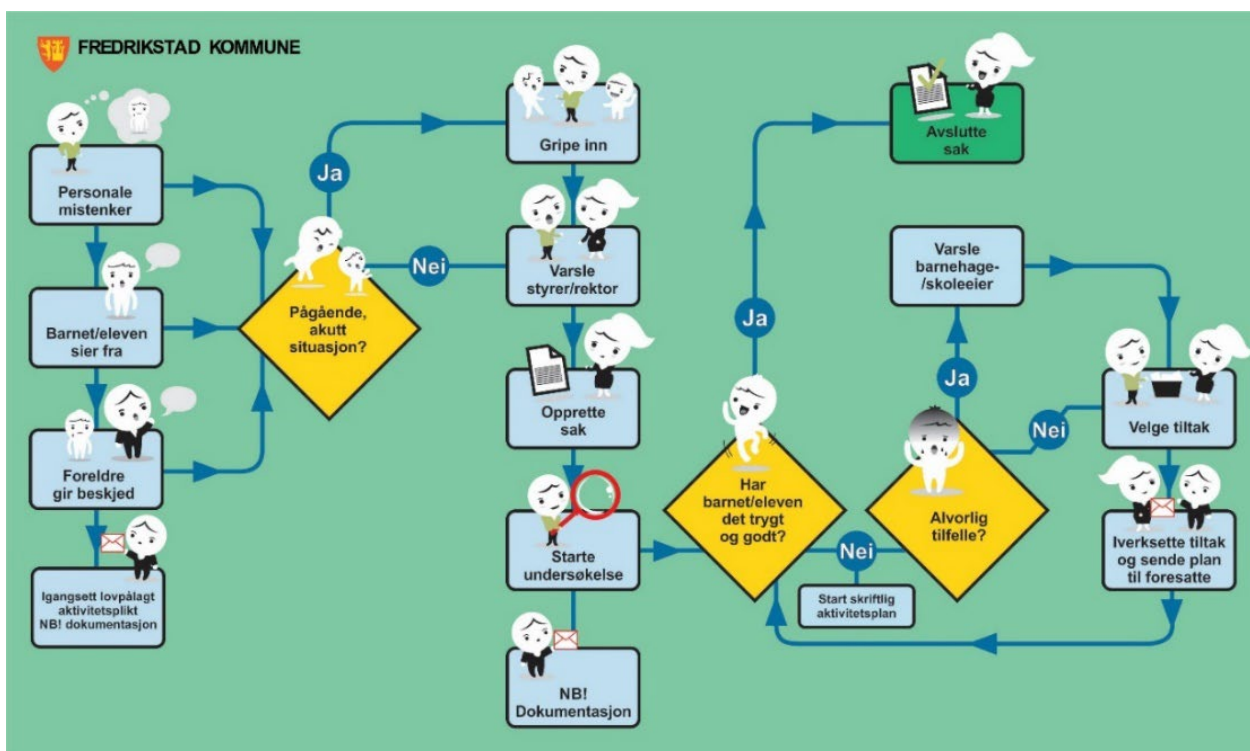 FREDRIKSTAD KOMMUNE
Personale
mistenker
Barnet/eleven
sier fra
Foreldre
gir beskjed
Igangsett lovpålagt
aktivitetsplikt
NB! dokumentasjon
Pågående,
akutt
situasjon?
Ja
Nei
Gripe inn
Varsle
styrer/rektor
Opprette
sak
Starte
undersøkelse
NB!
Dokumentasjon
Har
barnet/eleven
det trygt
og godt?
Ja
Avslutte
sak
Nei
Start skriftlig
aktivitetsplan
Alvorlig
tilfelle?
Ja
Varsle
barnehage-
/skoleeier
Nei
Velge tiltak
Iverksette tiltak
og sende plan
til foresatte